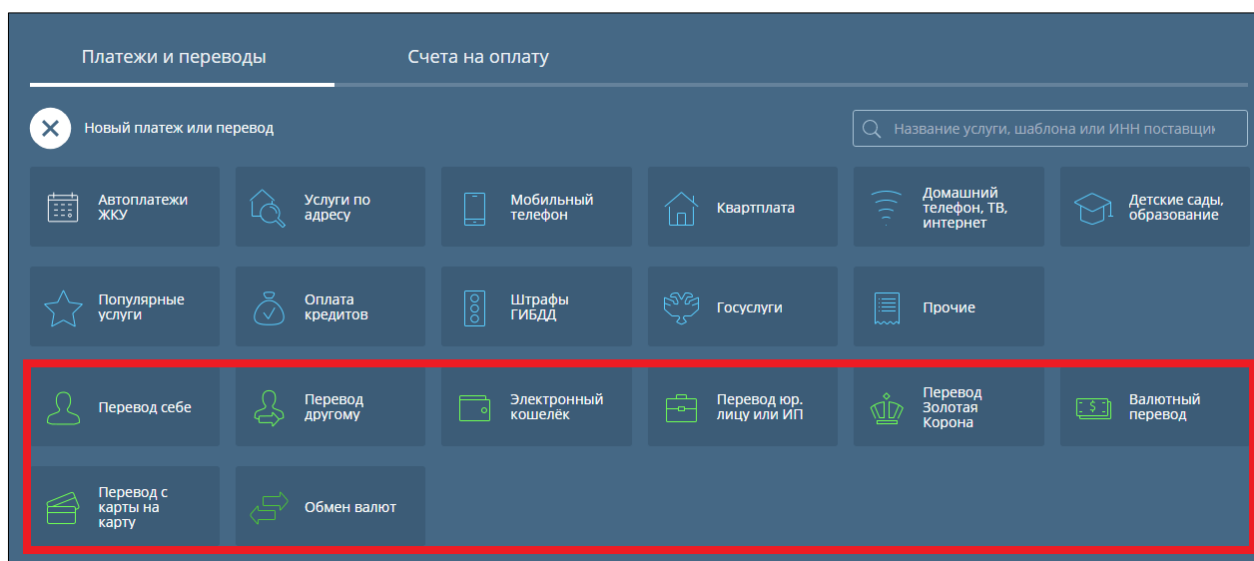 Платежи и переводы
Счета на оплату
Новый платеж или перевод
Название услуги, шаблона или ИНН поставщи
Автоплатежи
ЖКУ
Услуги по
адресу
Мобильный
телефон
Квартплата
Домашний
телефон, ТВ,
интернет
Детские сады,
образование
Популярные
услуги
Оплата
кредитов
Штрафы
ГИБДД
Госуслуги
Прочие
Перевод себе
Перевод
другому
Электронный
кошелёк
Перевод юр.
лицу или ИП
Перевод
Золотая
Корона
Валютный
перевод
Перевод с
карты на
карту
Обмен валют